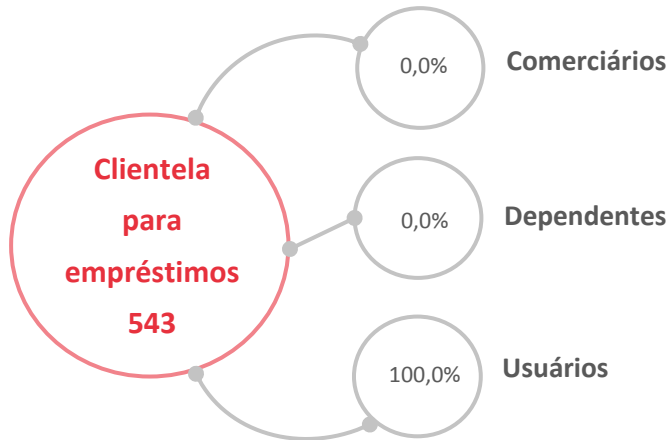 Clientela
para
empréstimos
543
0,0%
Comerciários
0,0%
Dependentes
100,0%
Usuários